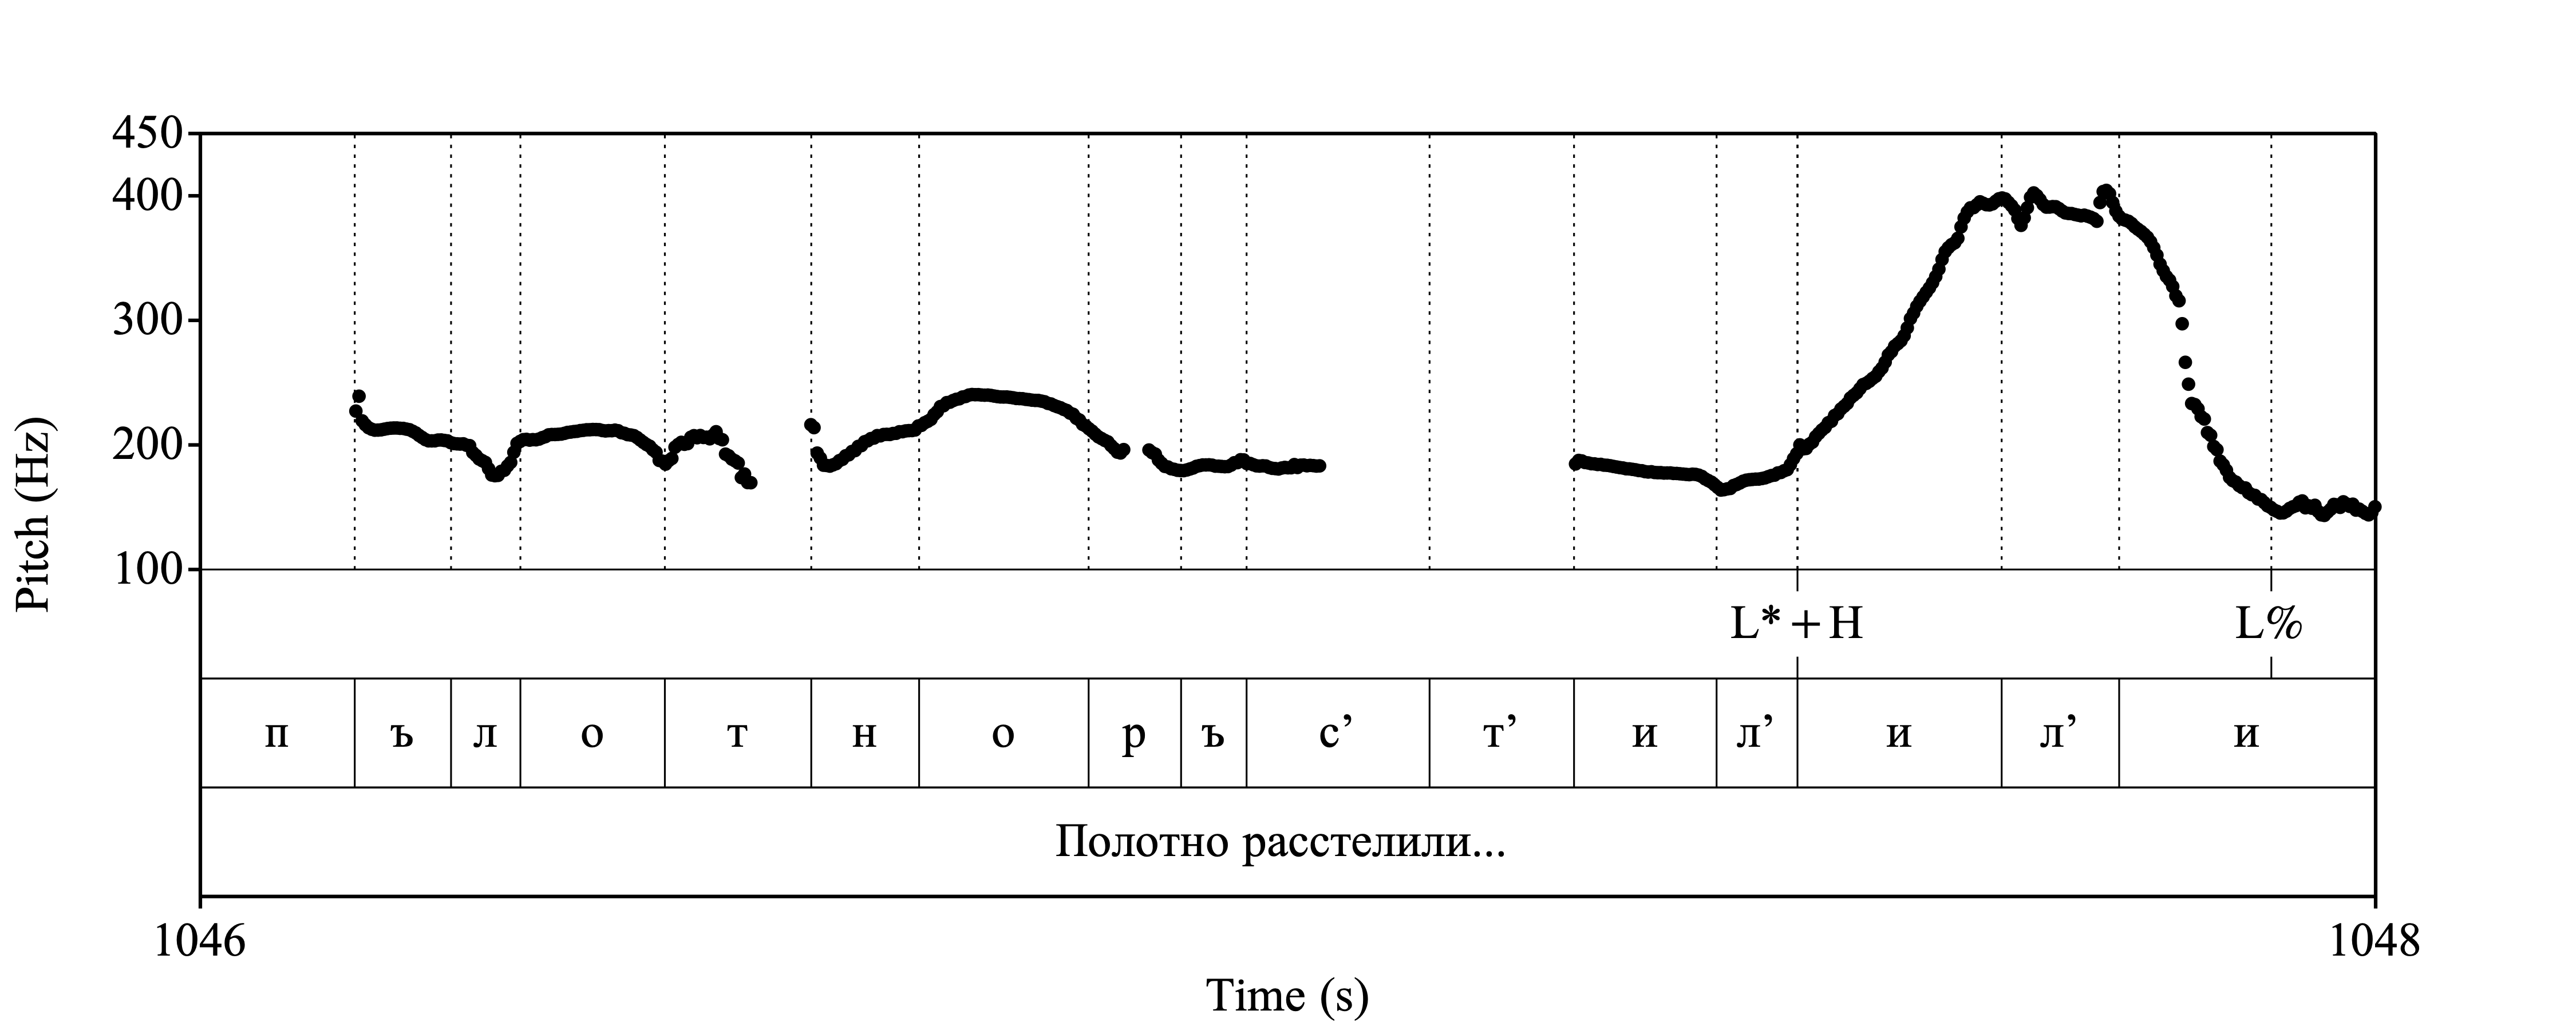 450
400
300
200
100
Pitch (Hz)
L*+H L%
п ъ л о т н о р ъ с’ т’ и л’ и л’ и
Полотно расстелили...
1046 1048
Time (s)